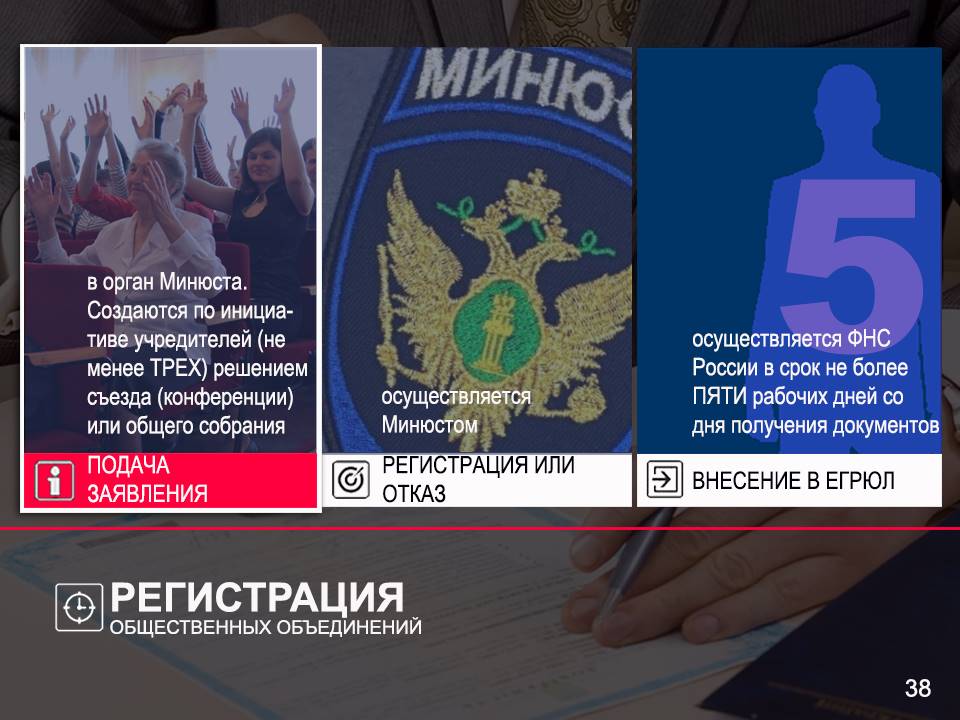 в орган Минюста.
Создаются по инициа-
тиве учредителей (не
менее ТРЕХ) решением
съезда (конференции)
или общего собрания
ПОДАЧА
ЗАЯВЛЕНИЯ
МИНЮС
осуществляется
Минюстом
РЕГИСТРАЦИЯ ИЛИ
ОТКАЗ
5
осуществляется ФНС
России в срок не более
ПЯТИ рабочих дней со
дня получения документов
ВНЕСЕНИЕ В ЕГРЮЛ
РЕГИСТРАЦИЯ
ОБЩЕСТВЕННЫХ ОБЪЕДИНЕНИЙ
38